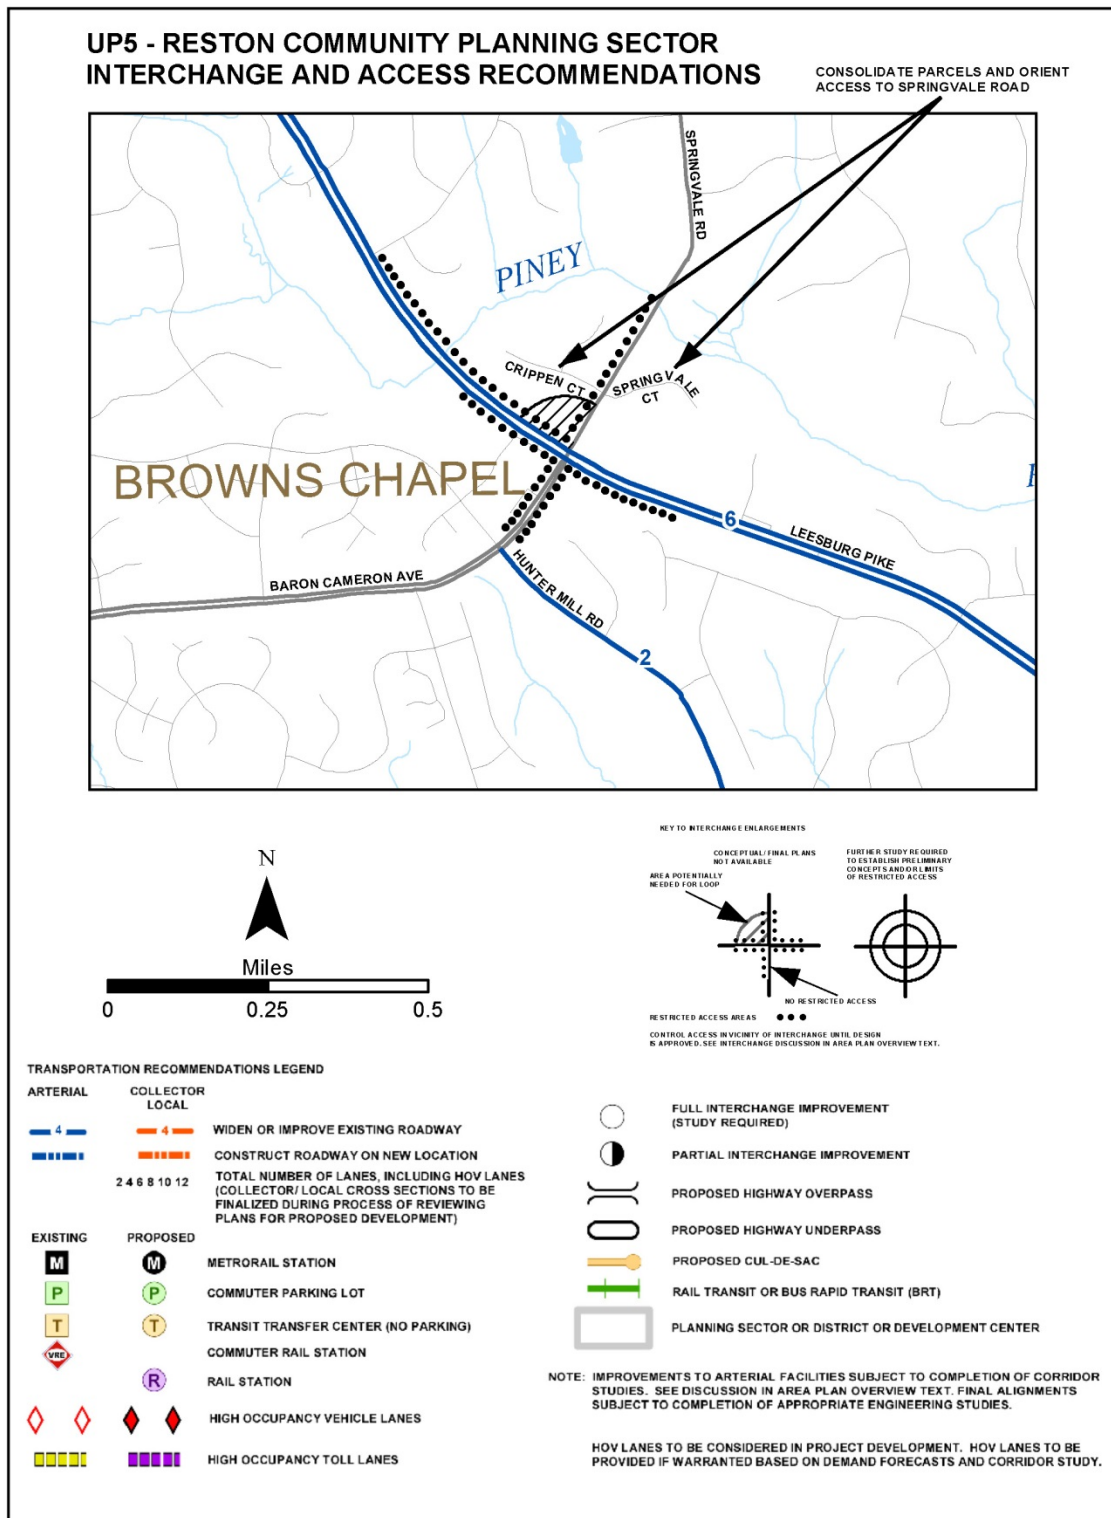 UP5 - RESTON COMMUNITY PLANNING SECTOR
INTERCHANGE AND ACCESS RECOMMENDATIONS
CONSOLIDATE PARCELS AND ORIENT
ACCESS TO SPRINGVALE ROAD
SPRINGVALE RD
PINEY
CRIPPEN CT
SPRINGVALE
CT
BROWNS CHAPEL
6
LEESBURG PIKE
BARON CAMERON AVE
HUNTER MILL RD
2
N
Miles
0 0.25 0.5
KEY TO INTERCHANGE ENLARGEMENTS
CONCEPTUAL/FINAL PLANS
NOT AVAILABLE
FURTHER STUDY REQUIRED
TO ESTABLISH PRELIMINARY
CONCEPTS AND/OR LIMITS
OF RESTRICTED ACCESS
AREA POTENTIALLY
NEEDED FOR LOOP
NO RESTRICTED ACCESS
RESTRICTED ACCESS AREAS
CONTROL ACCESS IN VICINITY OF INTERCHANGE UNTIL DESIGN
IS APPROVED. SEE INTERCHANGE DISCUSSION IN AREA PLAN OVERVIEW TEXT.
TRANSPORTATION RECOMMENDATIONS LEGEND
ARTERIAL
COLLECTOR
LOCAL
4 4 WIDEN OR IMPROVE EXISTING ROADWAY
CONSTRUCT ROADWAY ON NEW LOCATION
2 4 6 8 10 12 TOTAL NUMBER OF LANES, INCLUDING HOV LANES
(COLLECTOR/ LOCAL CROSS SECTIONS TO BE
FINALIZED DURING PROCESS OF REVIEWING
PLANS FOR PROPOSED DEVELOPMENT)
EXISTING PROPOSED
M M METRORAIL STATION
P P COMMUTER PARKING LOT
T T TRANSIT TRANSFER CENTER (NO PARKING)
VRE COMMUTER RAIL STATION
R RAIL STATION
HIGH OCCUPANCY VEHICLE LANES
HIGH OCCUPANCY TOLL LANES
FULL INTERCHANGE IMPROVEMENT
(STUDY REQUIRED)
PARTIAL INTERCHANGE IMPROVEMENT
PROPOSED HIGHWAY OVERPASS
PROPOSED HIGHWAY UNDERPASS
PROPOSED CUL-DE-SAC
RAIL TRANSIT OR BUS RAPID TRANSIT (BRT)
PLANNING SECTOR OR DISTRICT OR DEVELOPMENT CENTER
NOTE: IMPROVEMENTS TO ARTERIAL FACILITIES SUBJECT TO COMPLETION OF CORRIDOR
STUDIES. SEE DISCUSSION IN AREA PLAN OVERVIEW TEXT. FINAL ALIGNMENTS
SUBJECT TO COMPLETION OF APPROPRIATE ENGINEERING STUDIES.
HOV LANES TO BE CONSIDERED IN PROJECT DEVELOPMENT. HOV LANES TO BE
PROVIDED IF WARRANTED BASED ON DEMAND FORECASTS AND CORRIDOR STUDY.